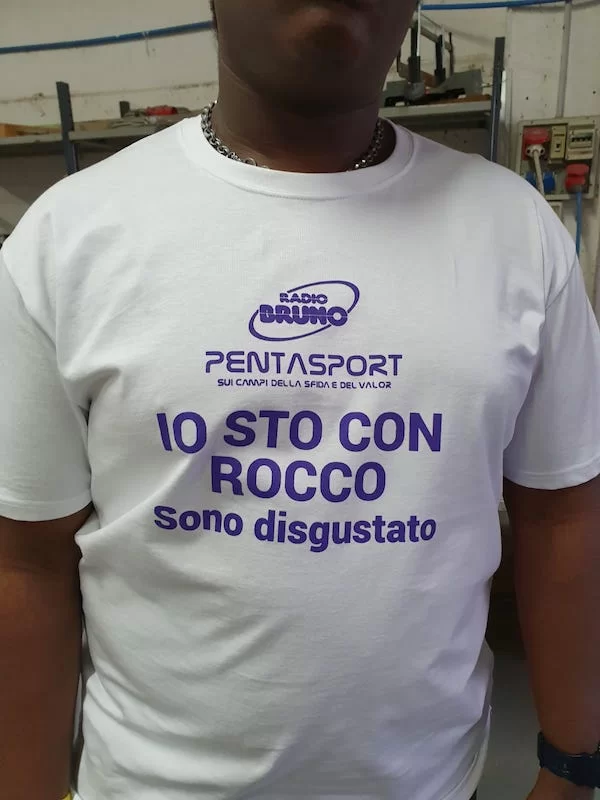 RADIO
BRUNO
PENTASPORT
SUI CAMPI DELLA SFIDA E DEL VALOR
IO STO CON
ROCCO
sono disgustato